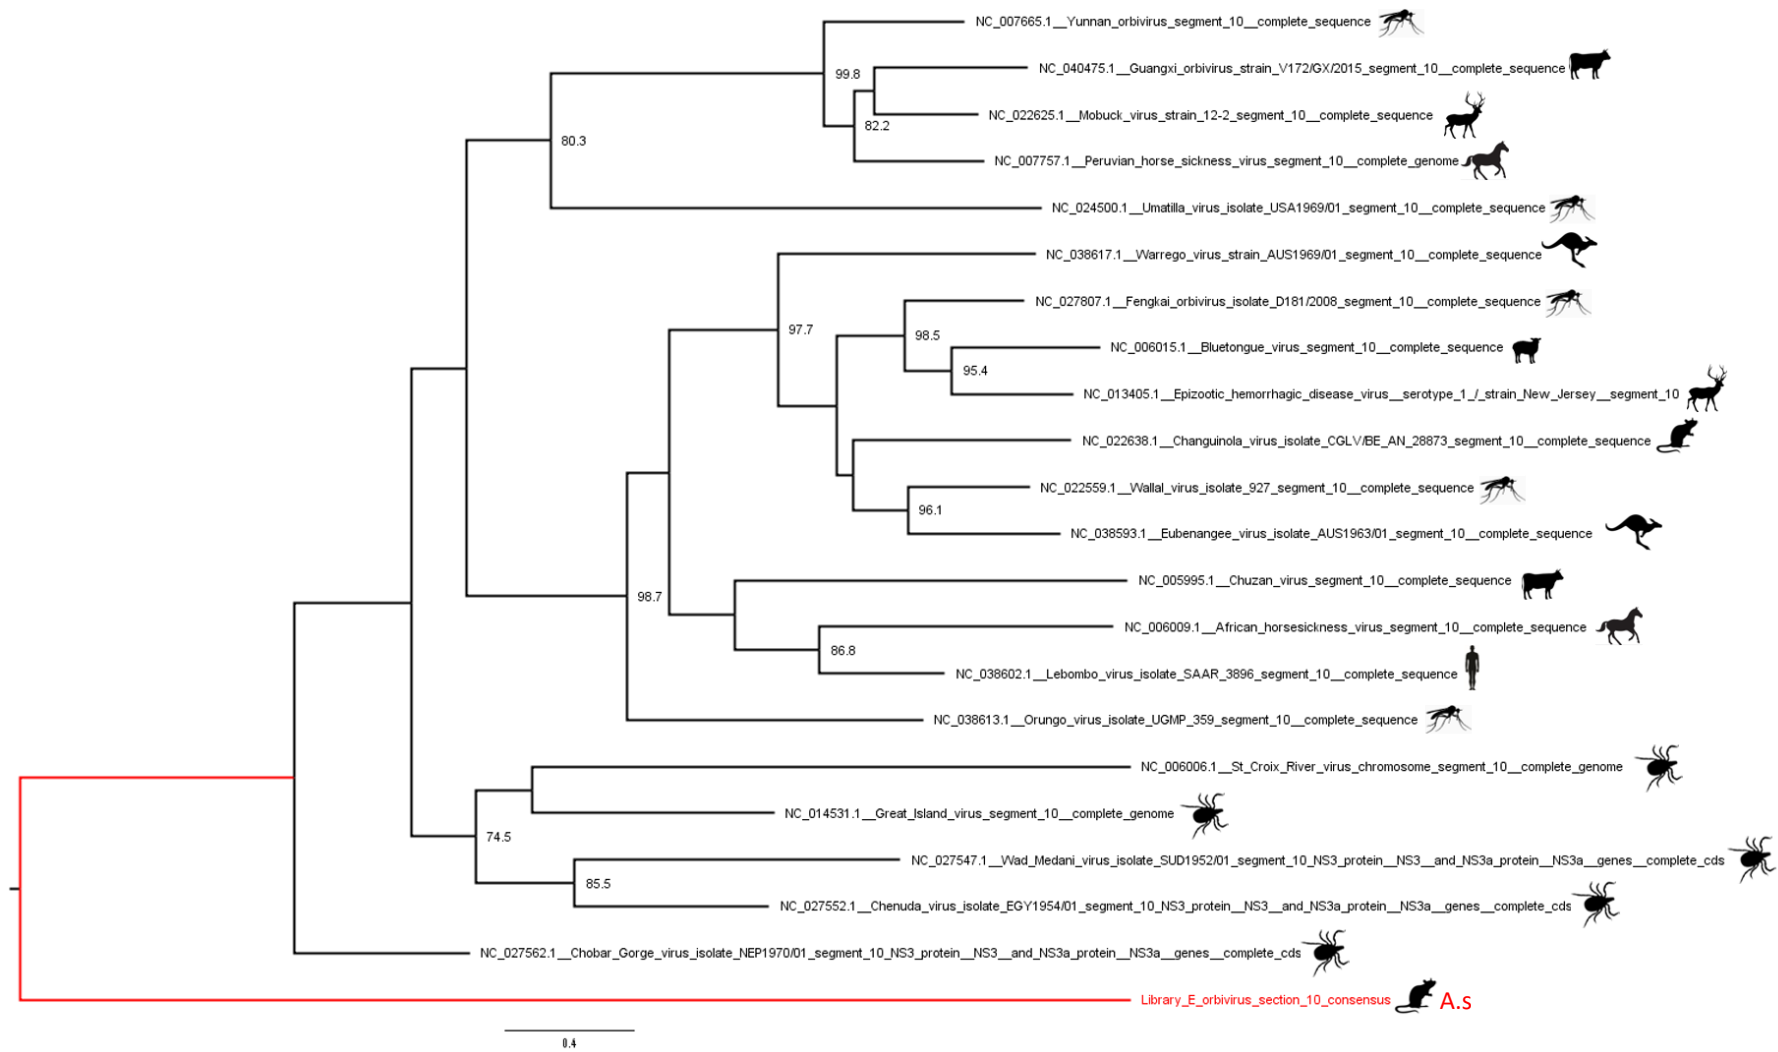 NC_007665.1__Yunnan_orbivirus_segment_10__complete_sequence
99.8
NC_040475.1__Guangxi_orbivirus_strain_V172/GX/2015_segment_10__complete_sequence
NC_022625.1__Mobuck_virus_strain_12-2_segment_10__complete_sequence
82.2
80.3
NC_007757.1__Peruvian_horse_sickness_virus_segment_10__complete_genome
NC_024500.1__Umatilla_virus_isolate_USA1969/01_segment_10__complete_sequence
NC_038617.1__Warrego_virus_strain_AUS1969/01_segment_10__complete_sequence
NC_027807.1__Fengkai_orbivirus_isolate_D181/2008_segment_10__complete_sequence
97.7
98.5
NC_006015.1__Bluetongue_virus_segment_10__complete_sequence
95.4
NC_013405.1__Epizootic_hemorrhagic_disease_virus__serotype_1_/_strain_New_Jersey__segment_10
NC_022638.1__Changuinola_virus_isolate_CGLV/BE_AN_28873_segment_10__complete_sequence
NC_022559.1__Wallal_virus_isolate_927_segment_10__complete_sequence
96.1
NC_038593.1__Eubenangee_virus_isolate_AUS1963/01_segment_10__complete_sequence
NC_005995.1__Chuzan_virus_segment_10__complete_sequence
98.7
NC_006009.1__African_horsesickness_virus_segment_10__complete_sequence
86.8
NC_038602.1__Lebombo_virus_isolate_SAAR_3896_segment_10__complete_sequence
NC_038613.1__Orungo_virus_isolate_UGMP_359_segment_10__complete_sequence
NC_006006.1__St_Croix_River_virus_chromosome_segment_10__complete_genome
NC_014531.1__Great_Island_virus_segment_10__complete_genome
74.5
NC_027547.1__Wad_Medani_virus_isolate_SUD1952/01_segment_10_NS3_protein__NS3__and_NS3a_protein__NS3a__genes__complete_cds
85.5
NC_027552.1__Chenuda_virus_isolate_EGY1954/01_segment_10_NS3_protein__NS3__and_NS3a_protein__NS3a__genes__complete_cds
NC_027562.1__Chobar_Gorge_virus_isolate_NEP1970/01_segment_10_NS3_protein__NS3__and_NS3a_protein__NS3a__genes__complete_cds
Library_E_orbivirus_section_10_consensus A.s
0.4